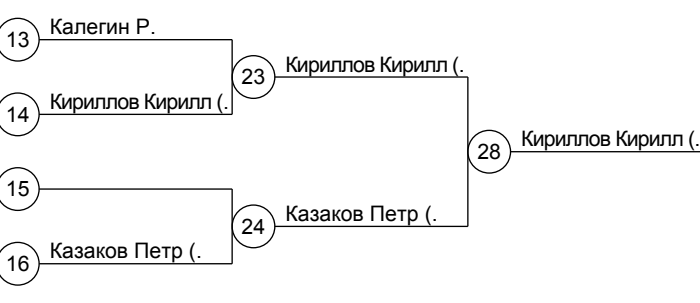 13 Калегин Р.
14 Кириллов Кирилл (.
23 Кириллов Кирилл (.
15
16 Казаков Петр (.
24 Казаков Петр (.
28 Кириллов Кирилл (.